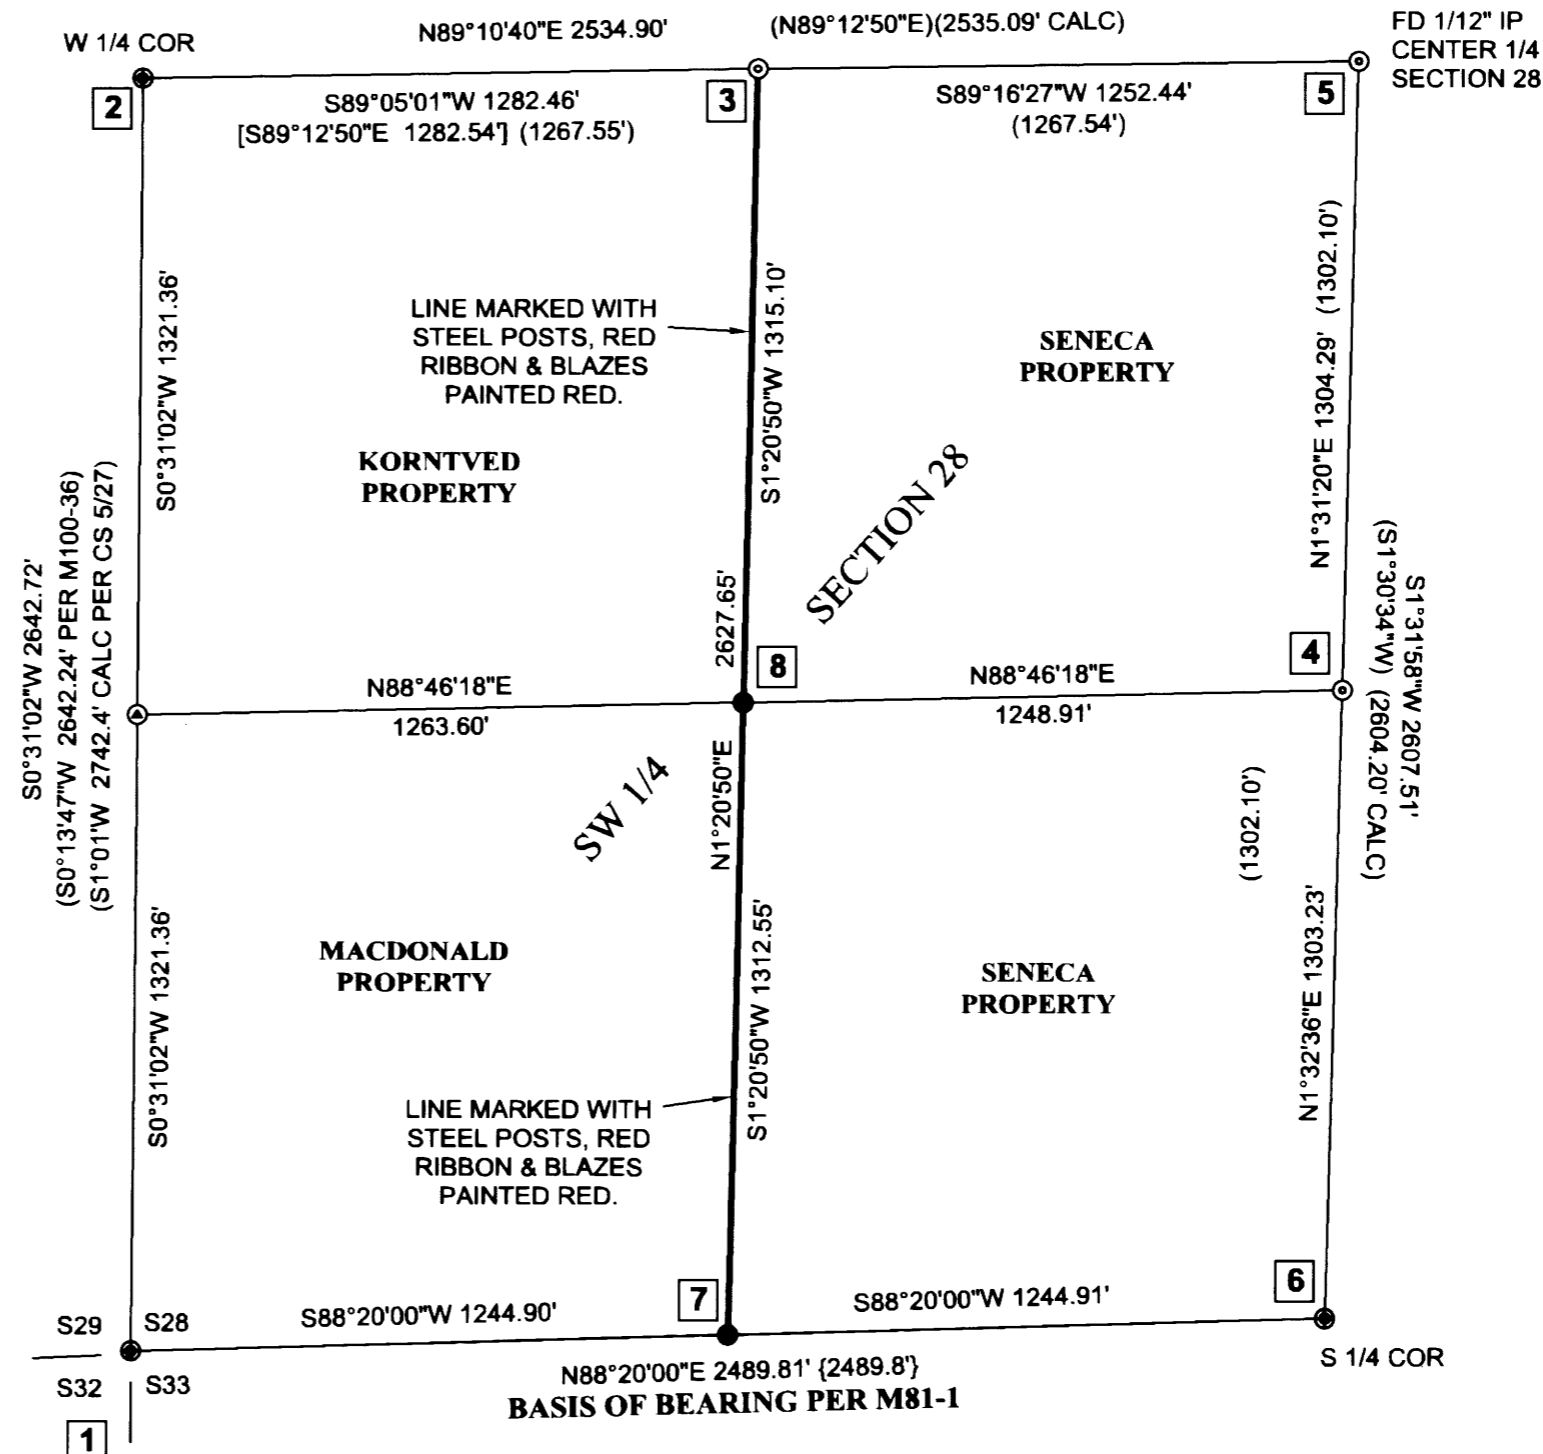 W 1/4 COR
N89°10'40"E 2534.90'
(N89°12'50"E)(2535.09' CALC)
FD 1/12" IP
CENTER 1/4
SECTION 28
2
S89°05'01"W 1282.46'
[S89°12'50"E 1282.54'] (1267.55')
3
S89°16'27"W 1252.44'
(1267.54')
5
S0°31'02"W 1321.36'
LINE MARKED WITH
STEEL POSTS, RED
RIBBON & BLAZES
PAINTED RED.
S1°20'50"W 1315.10'
SENECA
PROPERTY
N1°31'20"E 1304.29' (1302.10')
KORNTVED
PROPERTY
SECTION 28
S0°31'02"W 2642.72'
(S0°13'47"W 2642.24' PER M100-36)
(S1°01'W 2742.4' CALC PER CS 5/27)
2627.65'
8
4
S1°31'58"W 2607.51'
(S1°30'34"W) (2604.20' CALC)
N88°46'18"E
1263.60'
N88°46'18"E
1248.91'
SW 1/4
N1°20'50"E
(1302.10')
S0°31'02"W 1321.36'
MACDONALD
PROPERTY
S1°20'50"W 1312.55'
SENECA
PROPERTY
N1°32'36"E 1303.23'
LINE MARKED WITH
STEEL POSTS, RED
RIBBON & BLAZES
PAINTED RED.
7
6
S29
S28
S88°20'00"W 1244.90'
S88°20'00"W 1244.91'
S32
S33
N88°20'00"E 2489.81' {2489.8'}
BASIS OF BEARING PER M81-1
S 1/4 COR
1